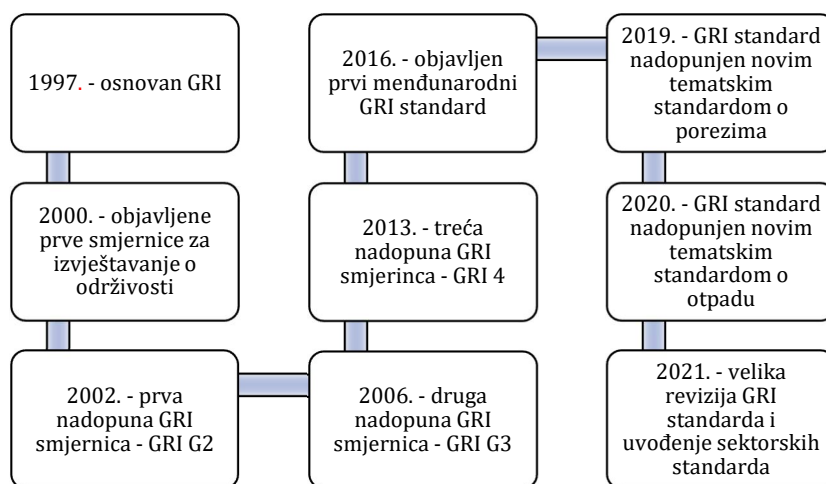 1997. - osnovan GRI
2000. - objavljene
prve smjernice za
izvještavanje o
održivosti
2002. - prva
nadopuna GRI
smjernica - GRI G2
2006. - druga
nadopuna GRI
smjernica - GRI G3
2013. - treća
nadopuna GRI
smjerinca - GRI 4
2016. - objavljen
prvi menđunarodni
GRI standard
2019. - GRI standard
nadopunjen novim
tematskim
standardom o
porezima
2020. - GRI standard
nadopunjen novim
tematskim
standardom o
otpadu
2021. - velika
revizija GRI
standarda i
uvođenje sektorskih
standarda